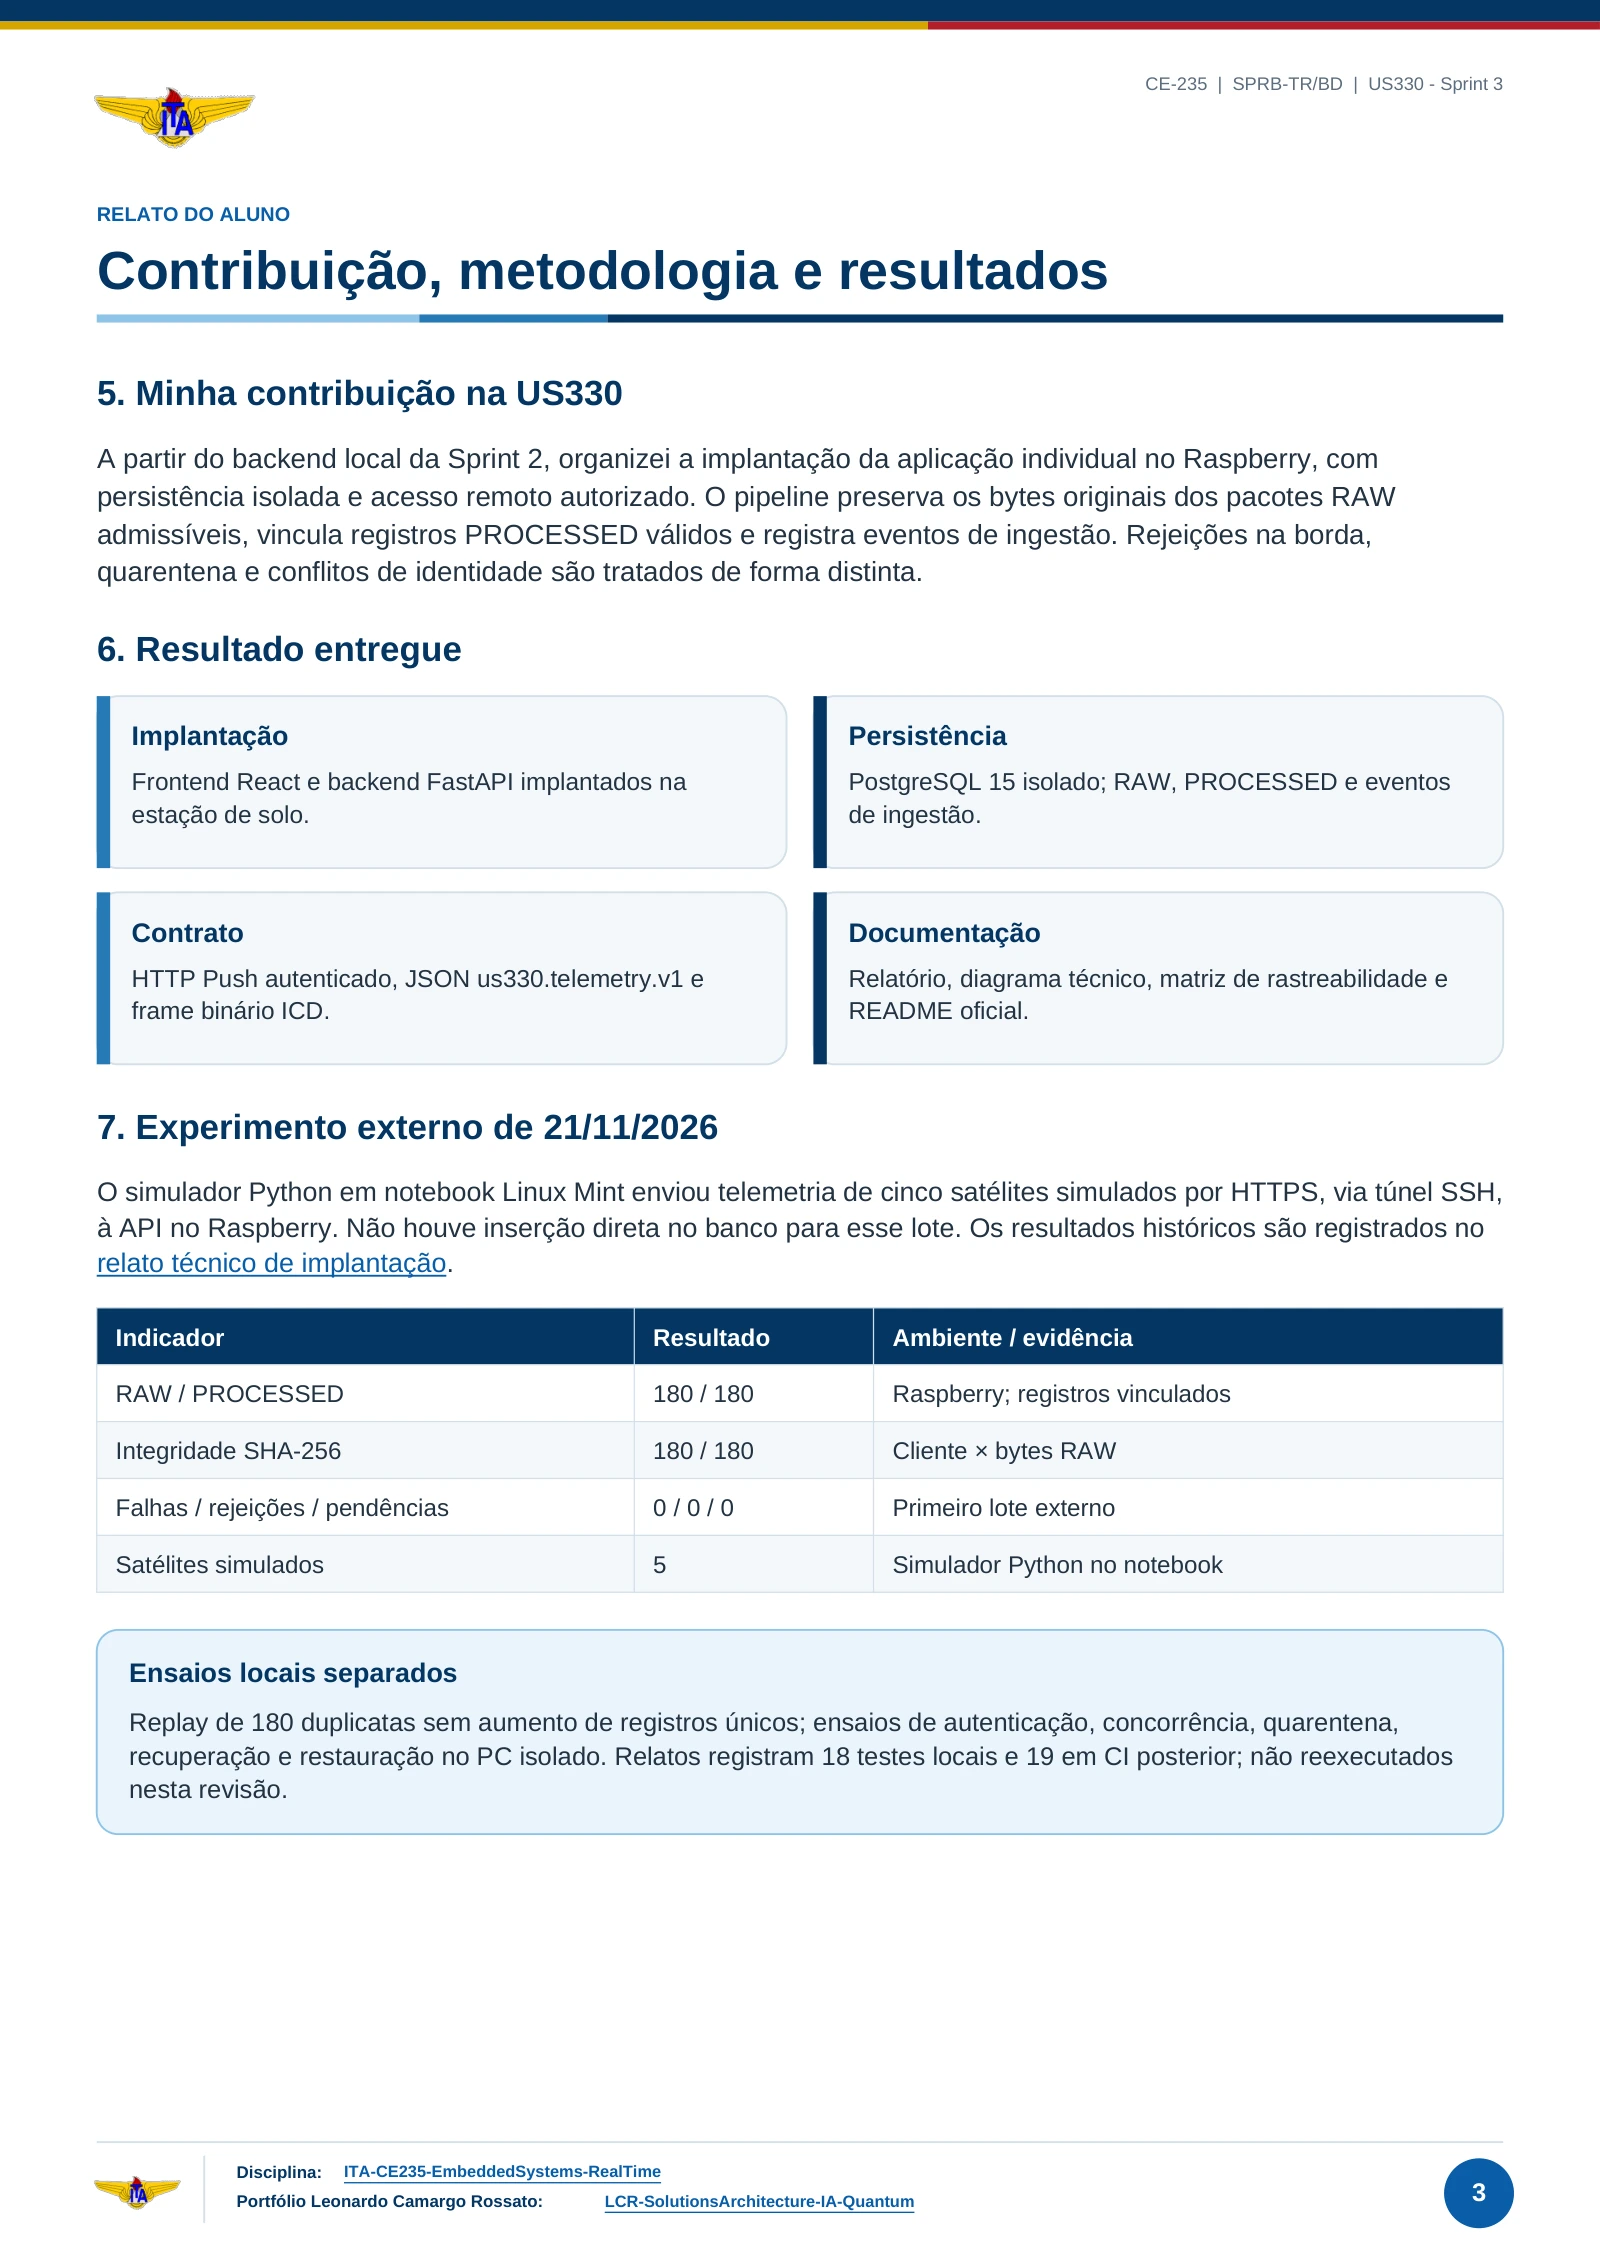 CE-235 | SPRB-TR/BD | US330 - Sprint 3
ITA
RELATO DO ALUNO
Contribuição, metodologia e resultados
5. Minha contribuição na US330
A partir do backend local da Sprint 2, organizei a implantação da aplicação individual no Raspberry, com
persistência isolada e acesso remoto autorizado. O pipeline preserva os bytes originais dos pacotes RAW
admissíveis, vincula registros PROCESSED válidos e registra eventos de ingestão. Rejeições na borda,
quarentena e conflitos de identidade são tratados de forma distinta.
6. Resultado entregue
Implantação
Frontend React e backend FastAPI implantados na
estação de solo.
Persistência
PostgreSQL 15 isolado; RAW, PROCESSED e eventos
de ingestão.
Contrato
HTTP Push autenticado, JSON us330.telemetry.v1 e
frame binário ICD.
Documentação
Relatório, diagrama técnico, matriz de rastreabilidade e
README oficial.
7. Experimento externo de 21/11/2026
O simulador Python em notebook Linux Mint enviou telemetria de cinco satélites simulados por HTTPS, via túnel SSH,
à API no Raspberry. Não houve inserção direta no banco para esse lote. Os resultados históricos são registrados no
relato técnico de implantação.
Indicador Resultado Ambiente / evidência
RAW / PROCESSED 180 / 180 Raspberry; registros vinculados
Integridade SHA-256 180 / 180 Cliente × bytes RAW
Falhas / rejeições / pendências 0 / 0 / 0 Primeiro lote externo
Satélites simulados 5 Simulador Python no notebook
Ensaios locais separados
Replay de 180 duplicatas sem aumento de registros únicos; ensaios de autenticação, concorrência, quarentena,
recuperação e restauração no PC isolado. Relatos registram 18 testes locais e 19 em CI posterior; não reexecutados
nesta revisão.
ITA
Disciplina: ITA-CE235-EmbeddedSystems-RealTime
Portfólio Leonardo Camargo Rossato: LCR-SolutionsArchitecture-IA-Quantum
3